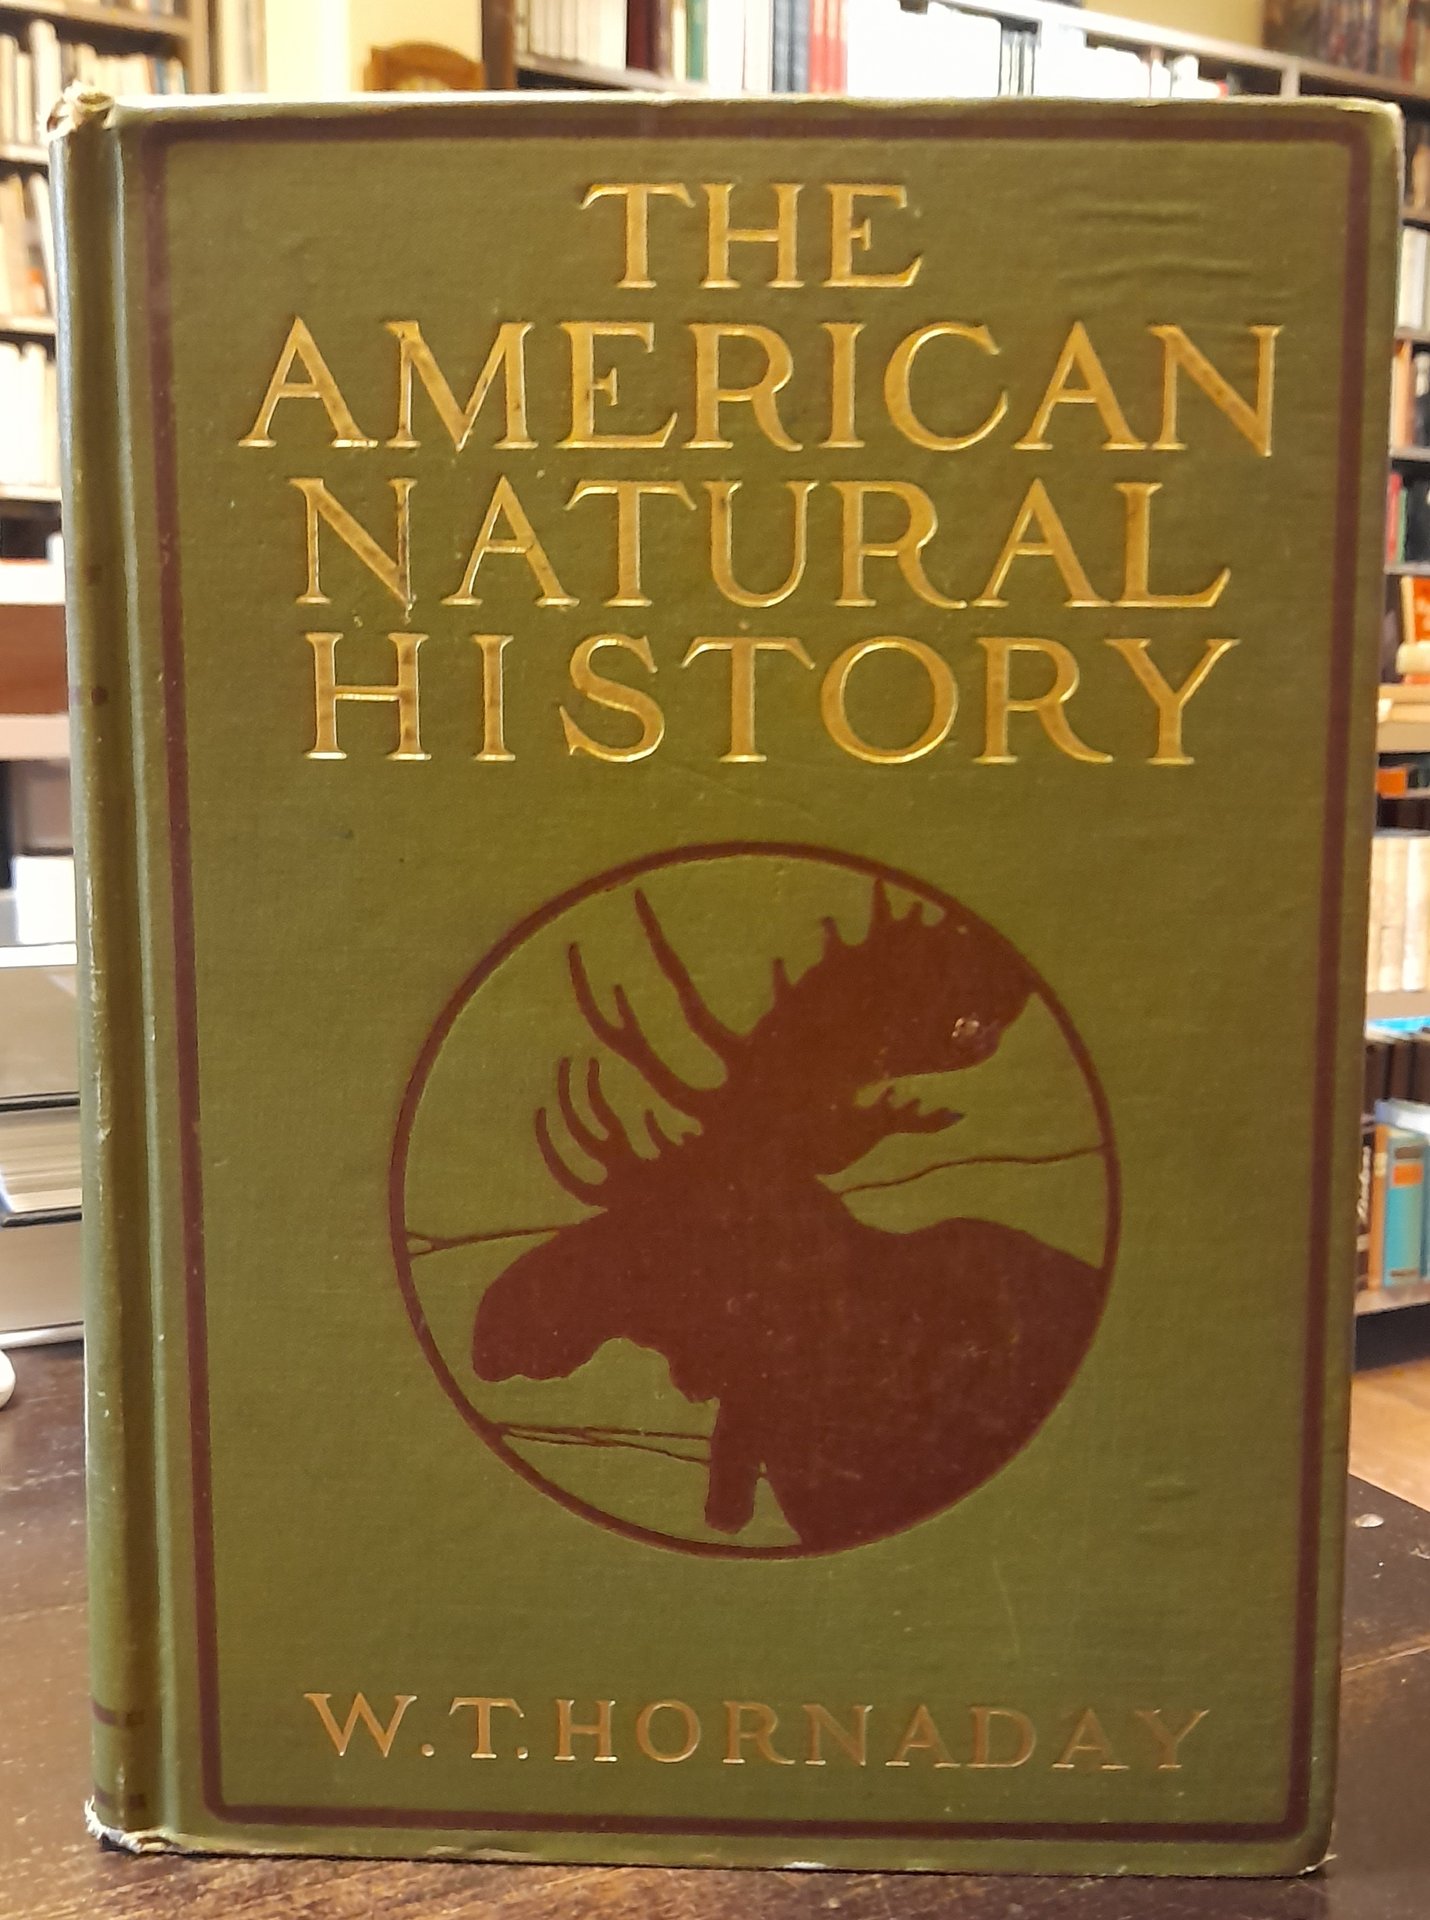 THE
AMERICAN
NATURAL
HISTORY
W. T. HORNADAY